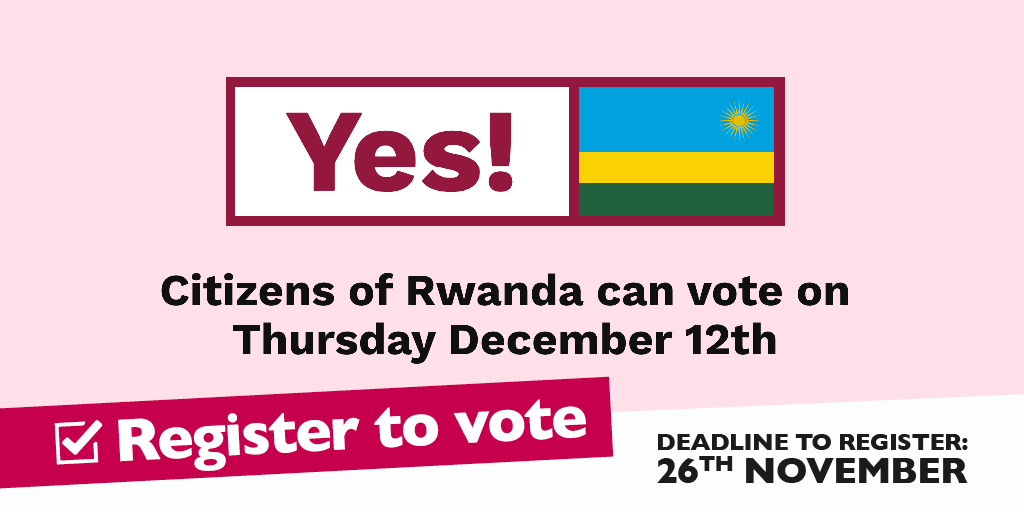 Yes!
Citizens of Rwanda can vote on
Thursday December 12th
Register to vote
DEADLINE TO REGISTER:
26TH NOVEMBER